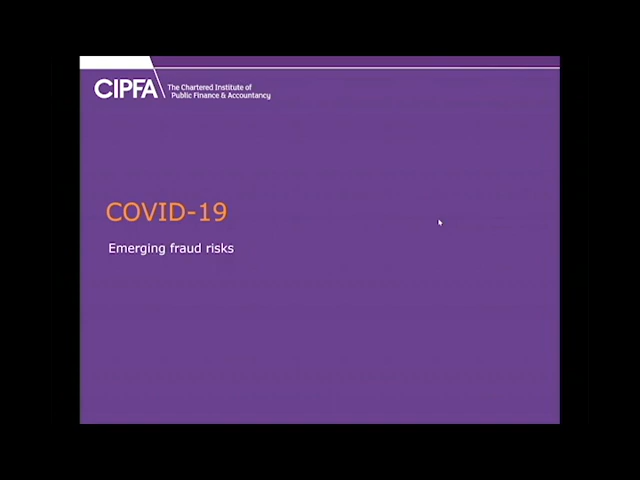 CIPFA
The Chartered Institute of
Public Finance & Accountancy
COVID-19
Emerging fraud risks